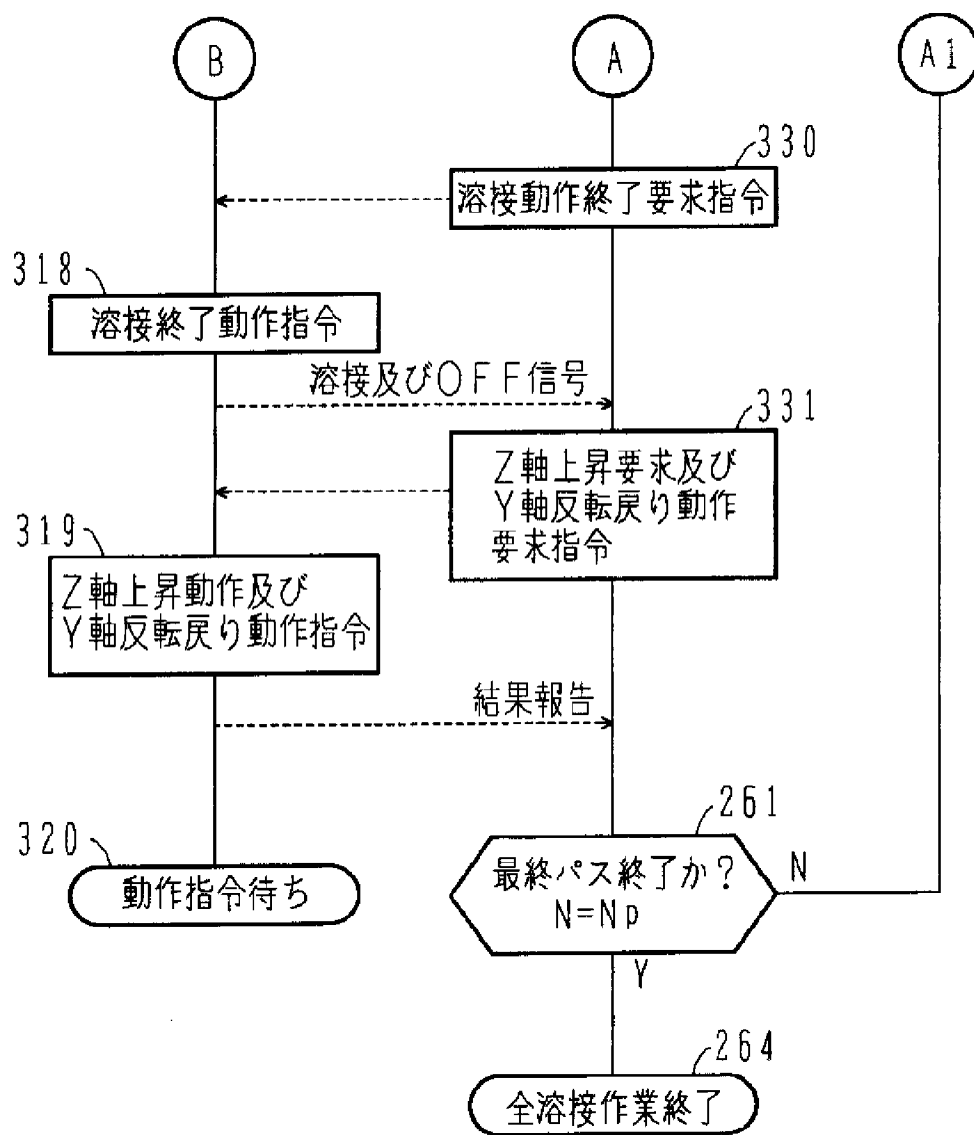 B
A
A1
330
溶接動作終了要求指令
318
溶接終了動作指令
溶接及びOFF信号
331
Z軸上昇要求及び
Y軸反転戻り動作
要求指令
319
Z軸上昇動作及び
Y軸反転戻り動作指令
結果報告
261
320
最終パス終了か?
N
動作指令待ち
N=Np
Y
264
全溶接作業終了